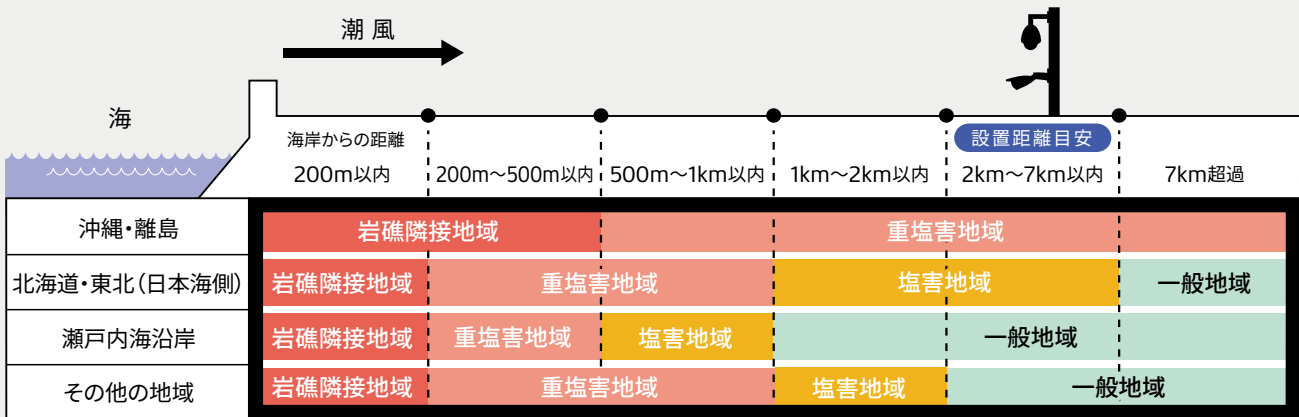 潮風
海
海岸からの距離
設置距離目安
200m以内 200m～500m以内 500m～1km以内 1km～2km以内 2km～7km以内 7km超過
沖縄・離島 岩礁隣接地域 重塩害地域
北海道・東北（日本海側） 岩礁隣接地域 重塩害地域 塩害地域 一般地域
瀬戸内海沿岸 岩礁隣接地域 重塩害地域 塩害地域 一般地域
その他の地域 岩礁隣接地域 重塩害地域 塩害地域 一般地域